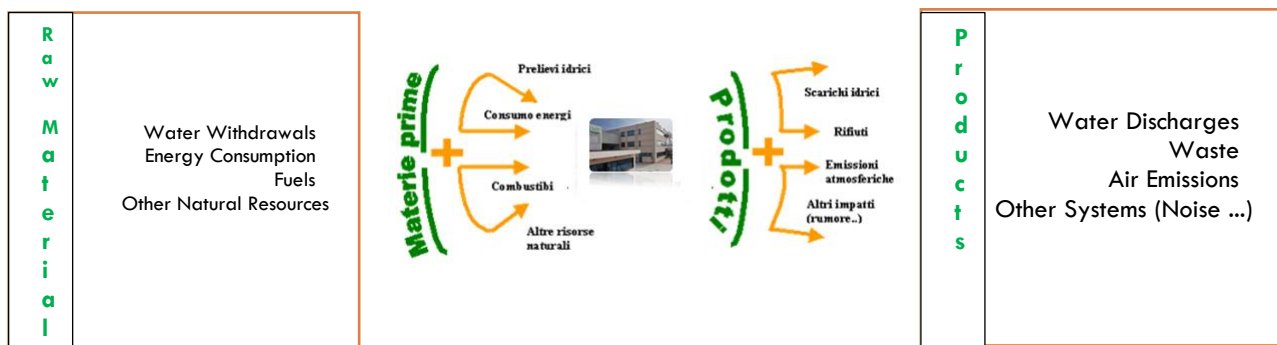 Raw Material
Water Withdrawals
Energy Consumption
Fuels
Other Natural Resources
Materie prime
+
Prelievi idrici
Consumo energi
Combustibi
Altre risorse
naturali
Prodotti
+
Scarichi idrici
Rifiuti
Emissioni
atmosferiche
Altri impatti
(rumore..)
Products
Water Discharges
Waste
Air Emissions
Other Systems (Noise ...)